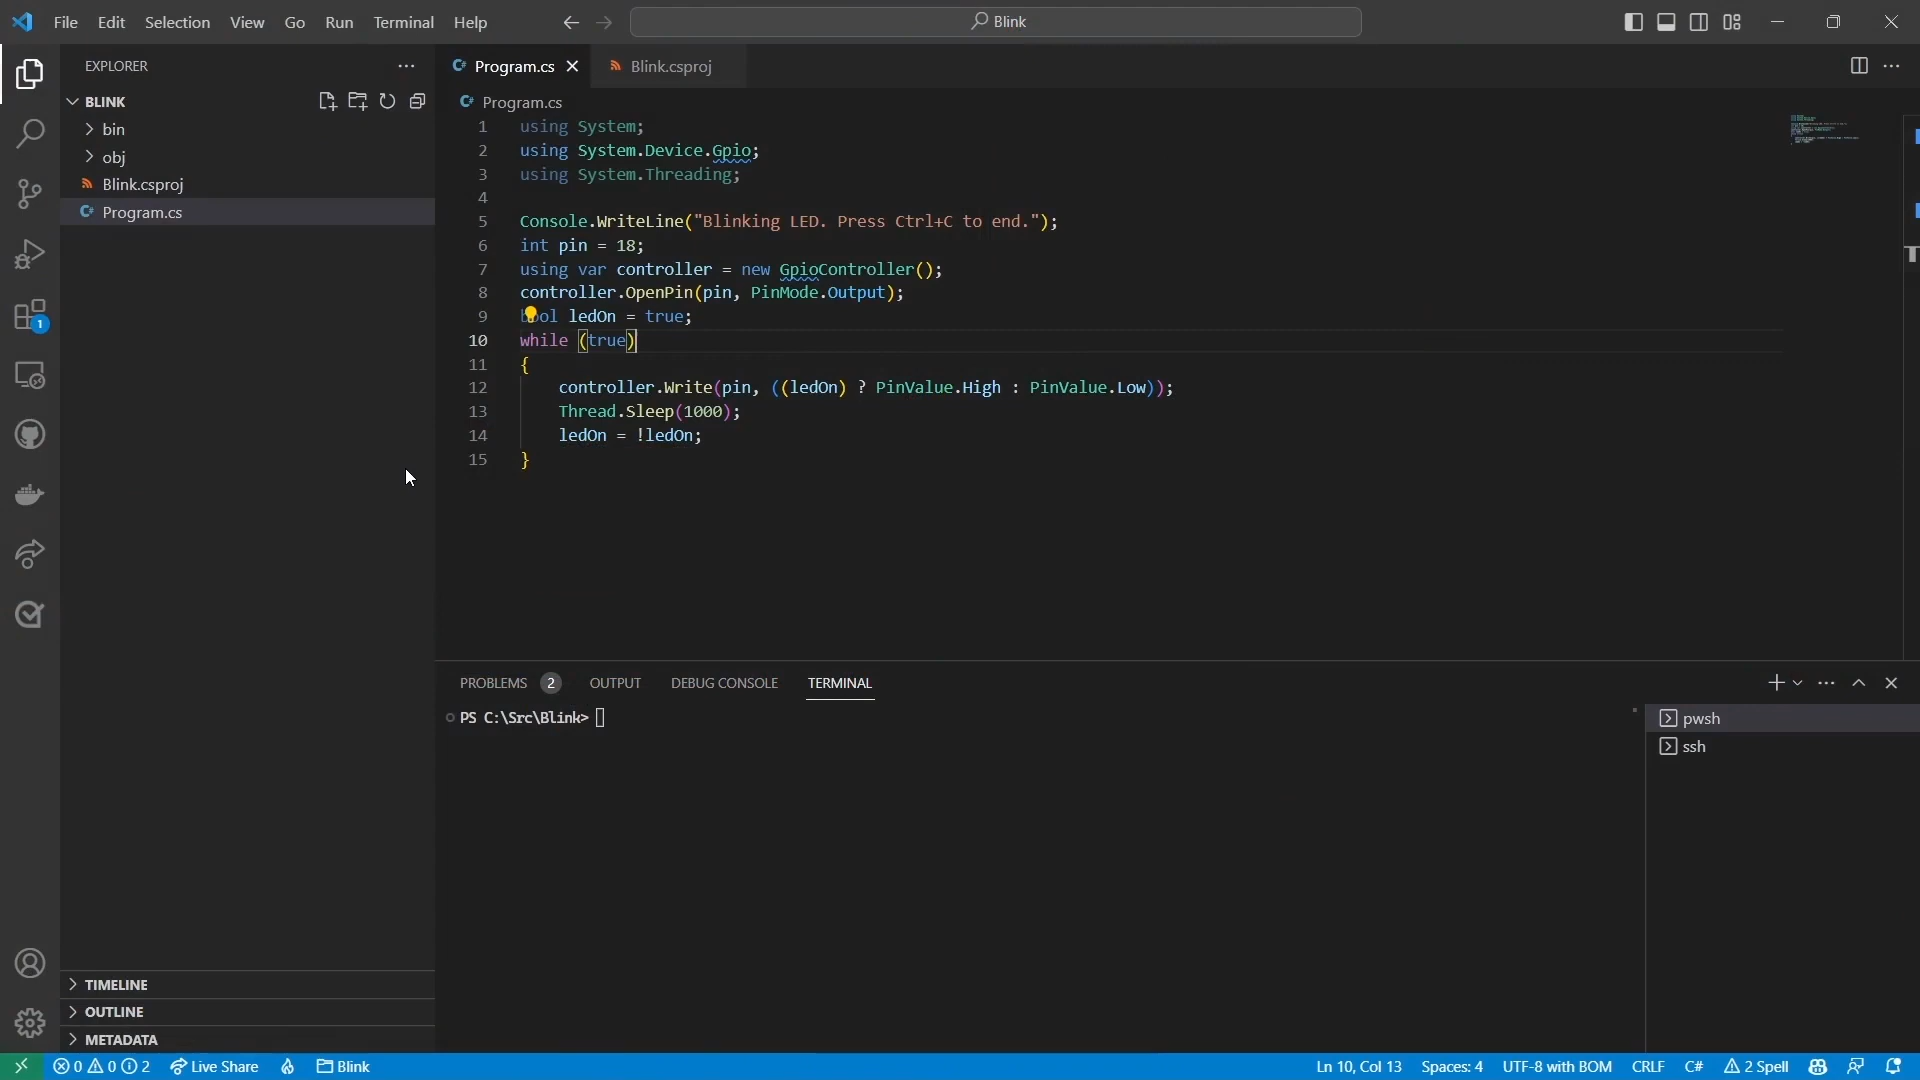 File Edit Selection View Go Run Terminal Help
Blink
EXPLORER
BLINK
bin
obj
Blink.csproj
Program.cs
1
TIMELINE
OUTLINE
METADATA
Program.cs
Blink.csproj
Program.cs
1 using System;
2 using System.Device.Gpio;
3 using System.Threading;
4
5 Console.WriteLine("Blinking LED. Press Ctrl+C to end.");
6 int pin = 18;
7 using var controller = new GpioController();
8 controller.OpenPin(pin, PinMode.Output);
9 bool ledOn = true;
10 while (true)
11 {
12 controller.Write(pin, ((ledOn) ? PinValue.High : PinValue.Low));
13 Thread.Sleep(1000);
14 ledOn = !ledOn;
15 }
PROBLEMS 2 OUTPUT DEBUG CONSOLE TERMINAL
PS C:\Src\Blink>
pwsh
ssh
0 0 2 Live Share Blink Ln 10, Col 13 Spaces: 4 UTF-8 with BOM CRLF C# 2 Spell